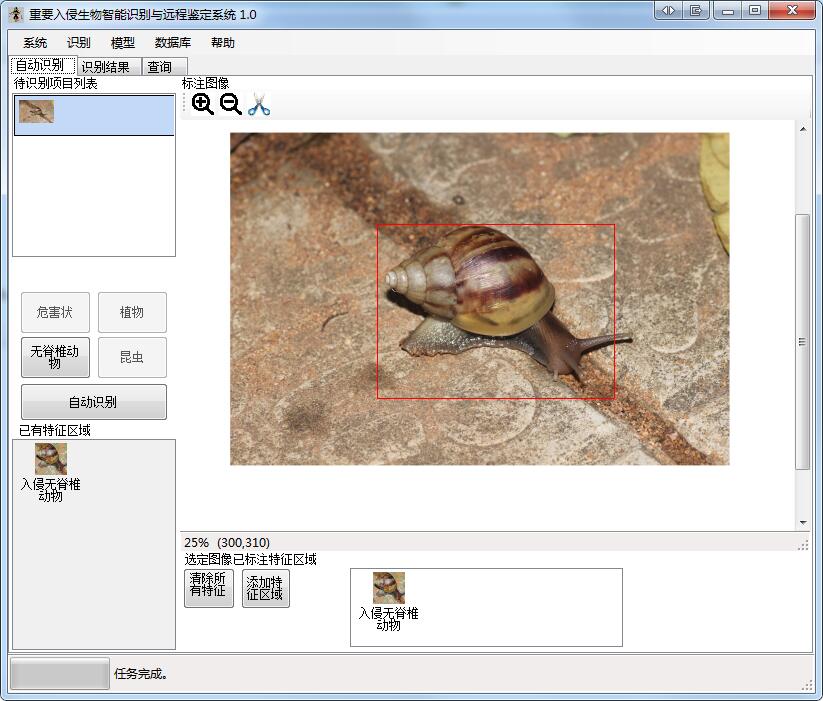 重要入侵生物智能识别与远程鉴定系统 1.0
系统 识别 模型 数据库 帮助
自动识别 识别结果 查询
待识别项目列表
标注图像
危害状 植物
无脊椎动
物
昆虫
自动识别
已有特征区域
入侵无脊椎
动物
25% (300,310)
选定图像已标注特征区域
清除所
有特征
添加特
征区域
入侵无脊椎
动物
任务完成。